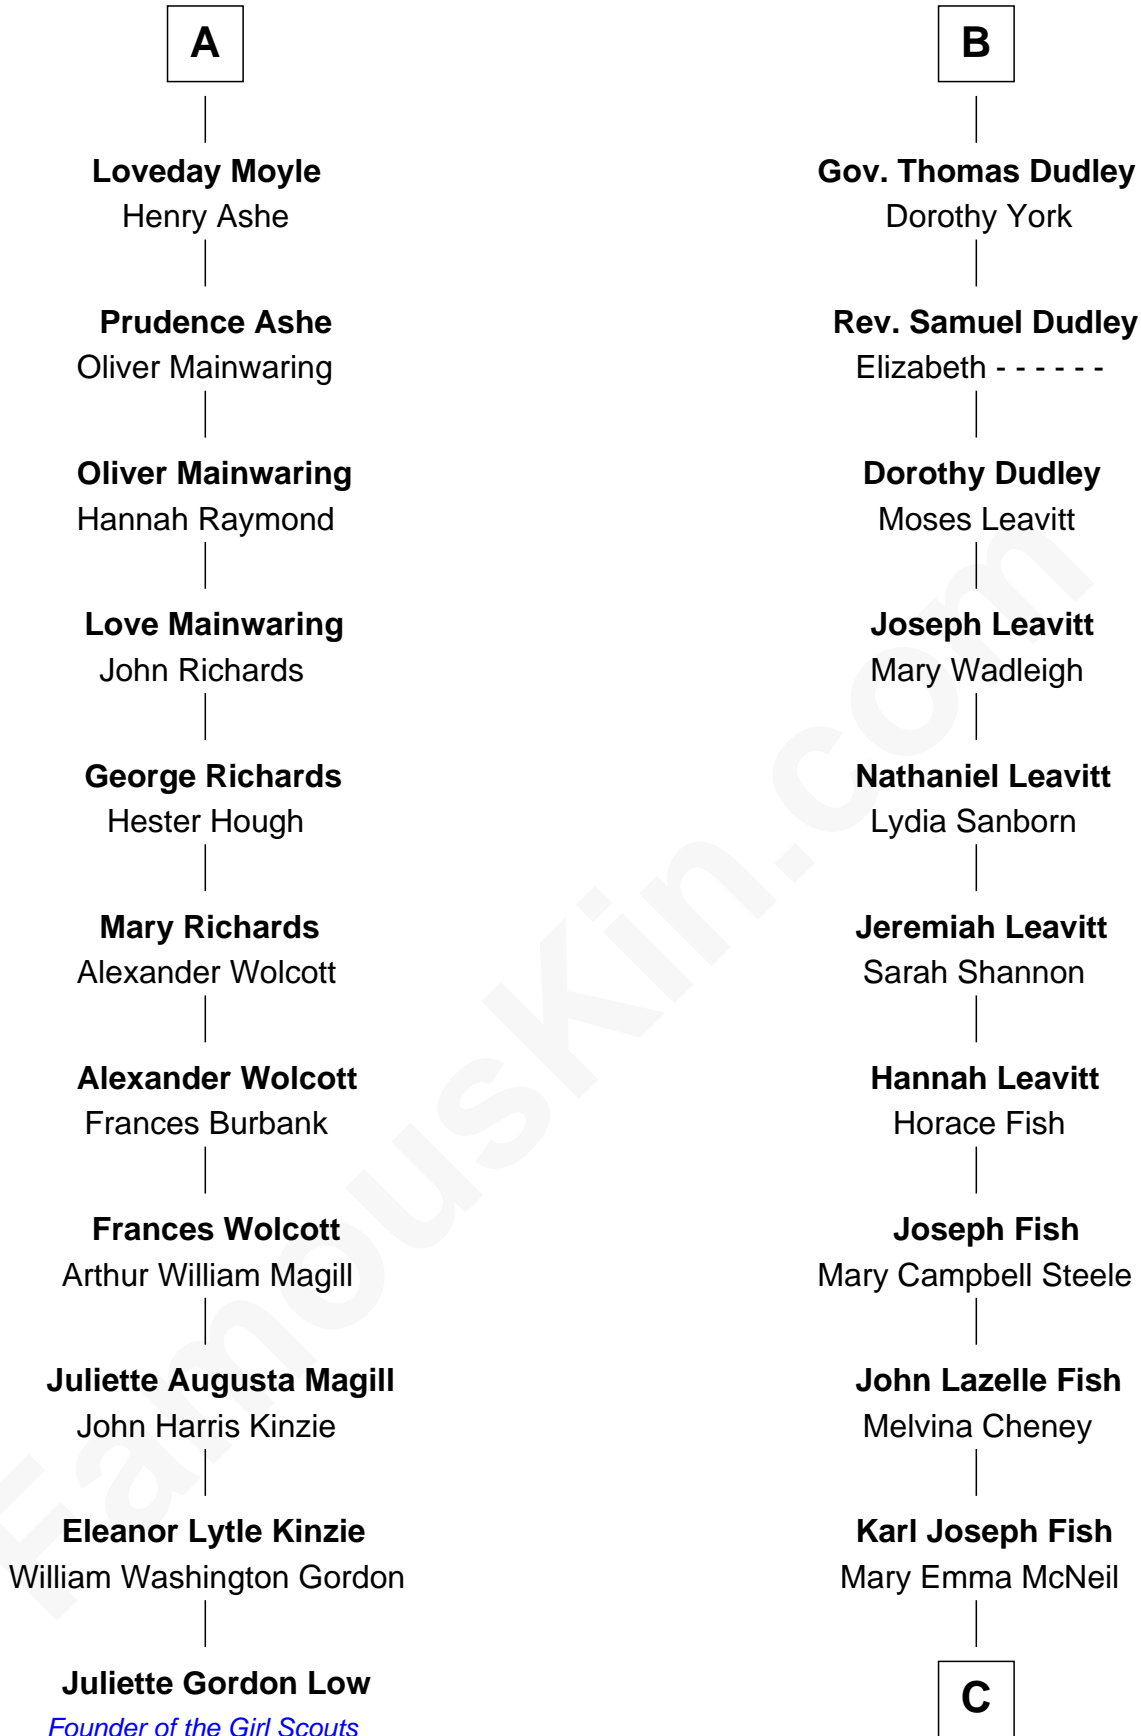 A
Loveday Moyle
Henry Ashe
Prudence Ashe
Oliver Mainwaring
Oliver Mainwaring
Hannah Raymond
Love Mainwaring
John Richards
George Richards
Hester Hough
Mary Richards
Alexander Wolcott
Alexander Wolcott
Frances Burbank
Frances Wolcott
Arthur William Magill
Juliette Augusta Magill
John Harris Kinzie
Eleanor Lytle Kinzie
William Washington Gordon
Juliette Gordon Low
Founder of the Girl Scouts
B
Gov. Thomas Dudley
Dorothy York
Rev. Samuel Dudley
Elizabeth - - - - - -
Dorothy Dudley
Moses Leavitt
Joseph Leavitt
Mary Wadleigh
Nathaniel Leavitt
Lydia Sanborn
Jeremiah Leavitt
Sarah Shannon
Hannah Leavitt
Horace Fish
Joseph Fish
Mary Campbell Steele
John Lazelle Fish
Melvina Cheney
Karl Joseph Fish
Mary Emma McNeil
C
FamousKin.com